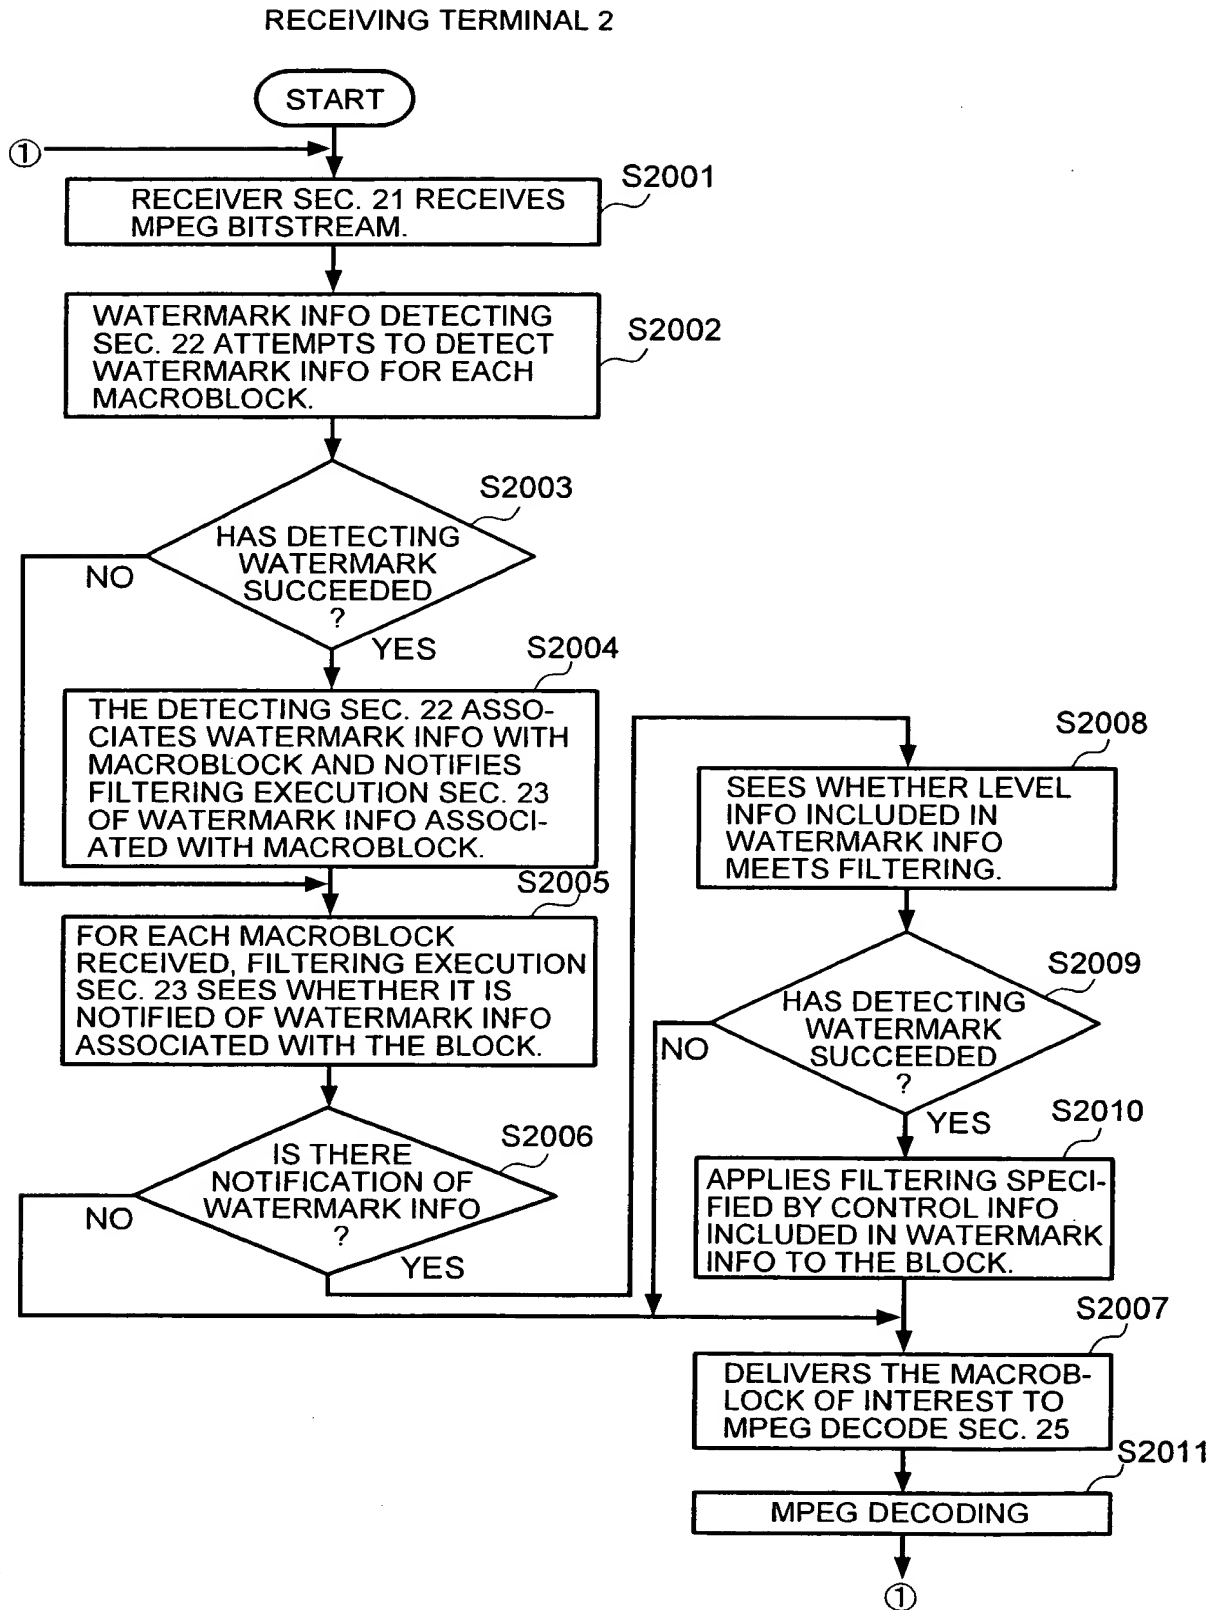 RECEIVING TERMINAL 2
START
①
S2001
RECEIVER SEC. 21 RECEIVES
MPEG BITSTREAM.
S2002
WATERMARK INFO DETECTING
SEC. 22 ATTEMPTS TO DETECT
WATERMARK INFO FOR EACH
MACROBLOCK.
S2003
HAS DETECTING
WATERMARK
SUCCEEDED
?
NO
YES
S2004
THE DETECTING SEC. 22 ASSO-
CIATES WATERMARK INFO WITH
MACROBLOCK AND NOTIFIES
FILTERING EXECUTION SEC. 23
OF WATERMARK INFO ASSOCI-
ATED WITH MACROBLOCK.
S2005
FOR EACH MACROBLOCK
RECEIVED, FILTERING EXECUTION
SEC. 23 SEES WHETHER IT IS
NOTIFIED OF WATERMARK INFO
ASSOCIATED WITH THE BLOCK.
S2006
IS THERE
NOTIFICATION OF
WATERMARK INFO
?
NO
YES
S2008
SEES WHETHER LEVEL
INFO INCLUDED IN
WATERMARK INFO
MEETS FILTERING.
S2009
HAS DETECTING
WATERMARK
SUCCEEDED
?
NO
YES
S2010
APPLIES FILTERING SPECI-
FIED BY CONTROL INFO
INCLUDED IN WATERMARK
INFO TO THE BLOCK.
S2007
DELIVERS THE MACROB-
LOCK OF INTEREST TO
MPEG DECODE SEC. 25
S2011
MPEG DECODING
①